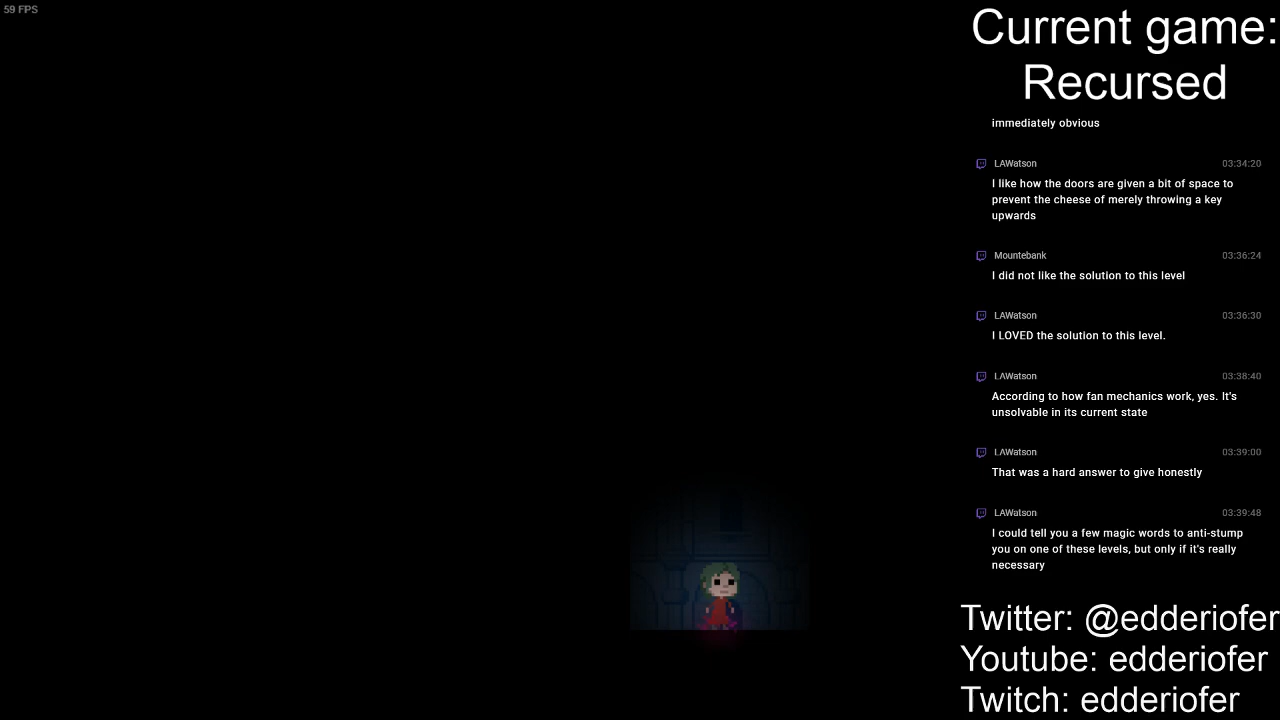 59 FPS
Current game:
Recursed
immediately obvious
LAWatson 03:34:20
I like how the doors are given a bit of space to
prevent the cheese of merely throwing a key
upwards
Mountebank 03:36:24
I did not like the solution to this level
LAWatson 03:36:30
I LOVED the solution to this level.
LAWatson 03:38:40
According to how fan mechanics work, yes. It's
unsolvable in its current state
LAWatson 03:39:00
That was a hard answer to give honestly
LAWatson 03:39:48
I could tell you a few magic words to anti-stump
you on one of these levels, but only if it's really
necessary
Twitter: @edderiofer
Youtube: edderiofer
Twitch: edderiofer